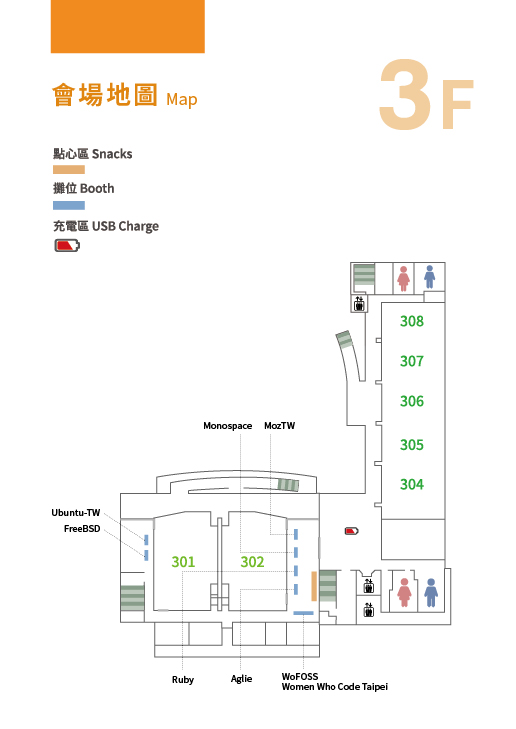 會場地圖 Map
3F
點心區 Snacks
攤位 Booth
充電區 USB Charge
308
307
306
305
304
Monospace
MozTW
Ubuntu-TW
FreeBSD
301
302
Ruby
Aglie
WoFOSS
Women Who Code Taipei